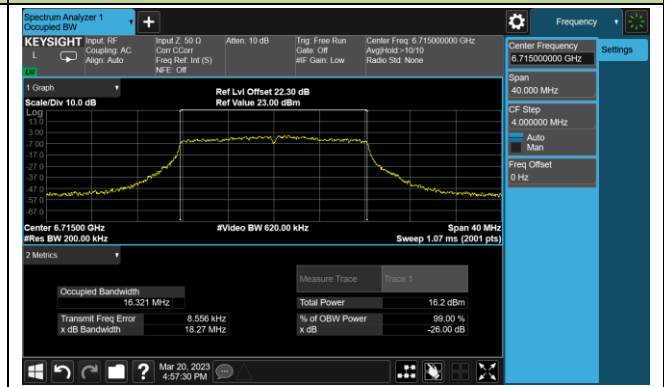 Spectrum Analyzer 1
Occupied BW
+
Frequency
KEYSIGHT
L
LW
Input: RF
Coupling: AC
Align: Auto
Input Z: 50 Ω
Corr CCorr
Freq Ref: Int (S)
NFE: Off
Atten: 10 dB
Trig: Free Run
Gate: Off
#IF Gain: Low
Center Freq: 6.715000000 GHz
Avg|Hold:>10/10
Radio Std: None
Center Frequency
6.715000000 GHz
Settings
Span
40.000 MHz
CF Step
4.000000 MHz
Auto
Man
Freq Offset
0 Hz
1 Graph
Scale/Div 10.0 dB
Ref Lvl Offset 22.30 dB
Ref Value 23.00 dBm
Log
13.0
3.00
-7.00
-17.0
-27.0
-37.0
-47.0
-57.0
-67.0
Center 6.71500 GHz
#Video BW 620.00 kHz
Span 40 MHz
#Res BW 200.00 kHz
Sweep 1.07 ms (2001 pts)
2 Metrics
Measure Trace
Trace 1
Occupied Bandwidth
16.321 MHz
Total Power
16.2 dBm
Transmit Freq Error
8.556 kHz
% of OBW Power
99.00 %
x dB Bandwidth
18.27 MHz
x dB
-26.00 dB
?
Mar 20, 2023
4:57:30 PM